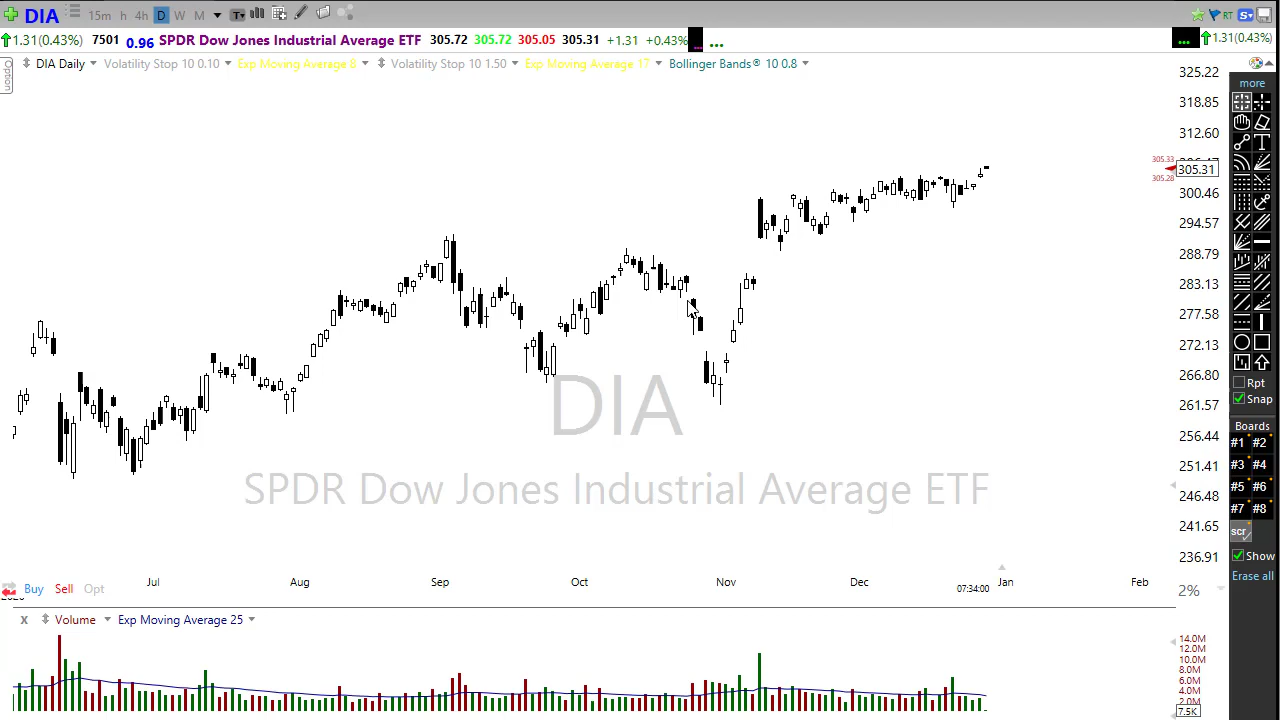 DIA 15m h 4h D W M T RT S
1.31(0.43%) 7501 0.96 SPDR Dow Jones Industrial Average ETF 305.72 305.72 305.05 305.31 +1.31 +0.43% ... ... ... 1.31(0.43%)
Option DIA Daily Volatility Stop 10 0.10 Exp Moving Average 8 Volatility Stop 10 1.50 Exp Moving Average 17 Bollinger Bands® 10 0.8
325.22
more
318.85
312.60
305.33
305.31
305.28
300.46
294.57
288.79
283.13
277.58
272.13
266.80
Rpt
Snap
261.57
DIA
Boards
256.44
#1 #2
251.41
#3 #4
SPDR Dow Jones Industrial Average ETF
#5 #6
246.48
#7 #8
241.65
scr
236.91
Show
Jul Aug Sep Oct Nov Dec Jan Feb
Erase all
Buy Sell Opt 07:34:00 2%
x Volume Exp Moving Average 25
14.0M
12.0M
10.0M
8.0M
6.0M
4.0M
2.0M
7.5K